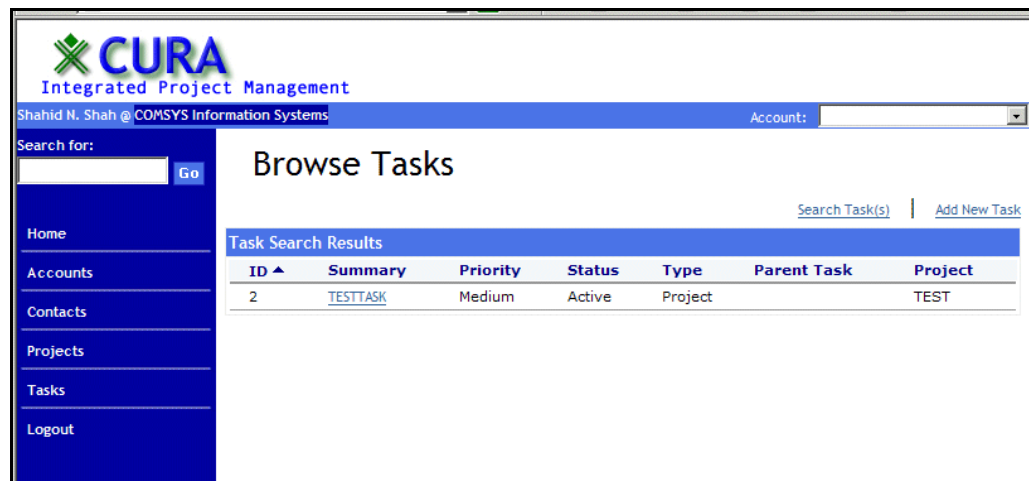 CURA
Integrated Project Management
Shahid N. Shah @ COMSYS Information Systems Account:
Search for:
Go
Browse Tasks
Search Task(s) | Add New Task
Home
Accounts
Contacts
Projects
Tasks
Logout
Task Search Results
ID Summary Priority Status Type Parent Task Project
2 TESTTASK Medium Active Project TEST